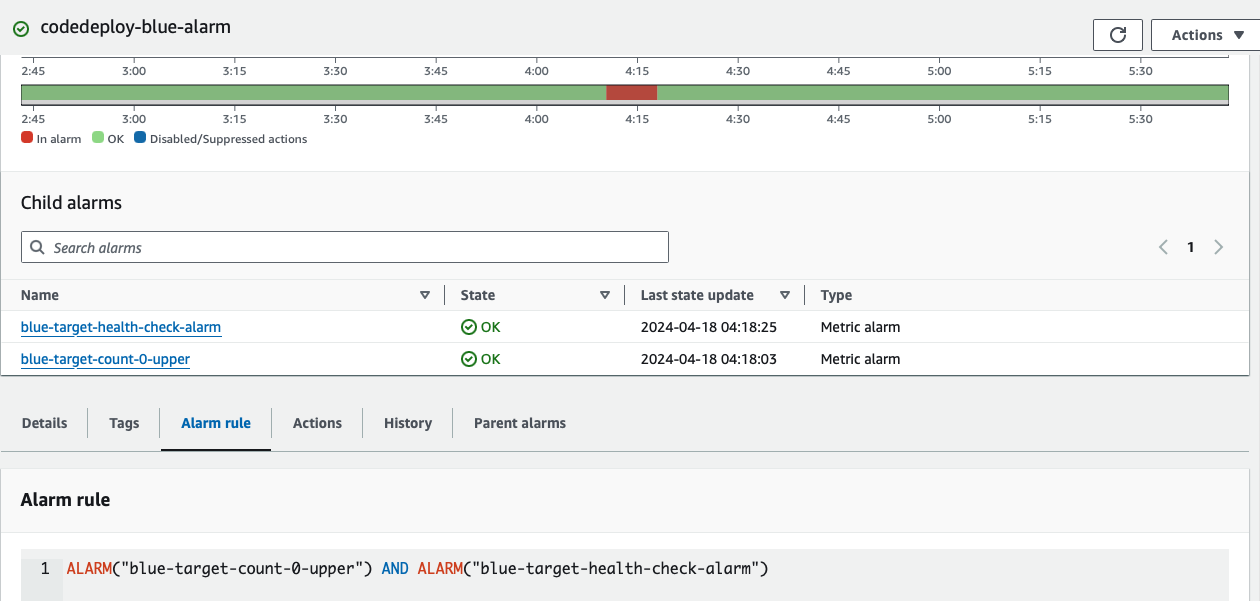 codedeploy-blue-alarm
Actions
2:45 3:00 3:15 3:30 3:45 4:00 4:15 4:30 4:45 5:00 5:15 5:30
2:45 3:00 3:15 3:30 3:45 4:00 4:15 4:30 4:45 5:00 5:15 5:30
In alarm OK Disabled/Suppressed actions
Child alarms
Search alarms
1
Name State Last state update Type
blue-target-health-check-alarm OK 2024-04-18 04:18:25 Metric alarm
blue-target-count-0-upper OK 2024-04-18 04:18:03 Metric alarm
Details Tags Alarm rule Actions History Parent alarms
Alarm rule
1 ALARM("blue-target-count-0-upper") AND ALARM("blue-target-health-check-alarm")